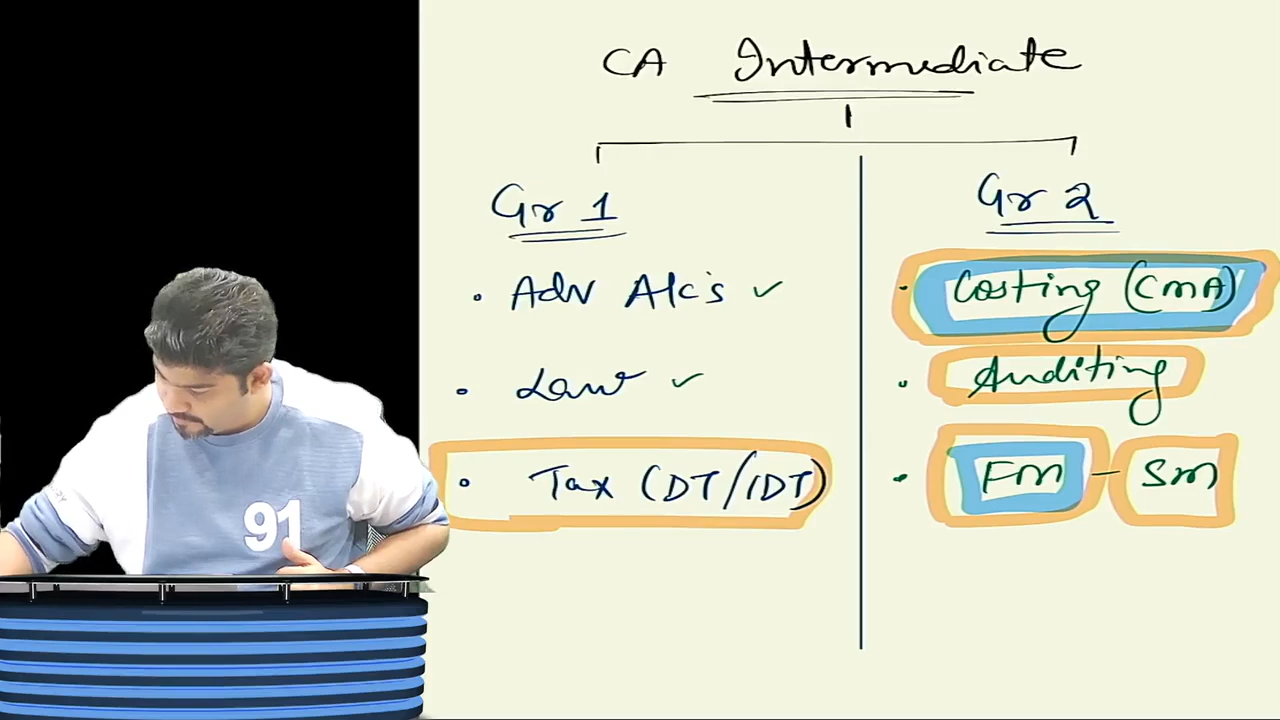 CA Intermediate
Gr 1
Gr 2
• Adv A/c's ✓
• Costing (CMA)
• Law ✓
• Auditing
• Tax (DT/IDT)
• FM - SM
91